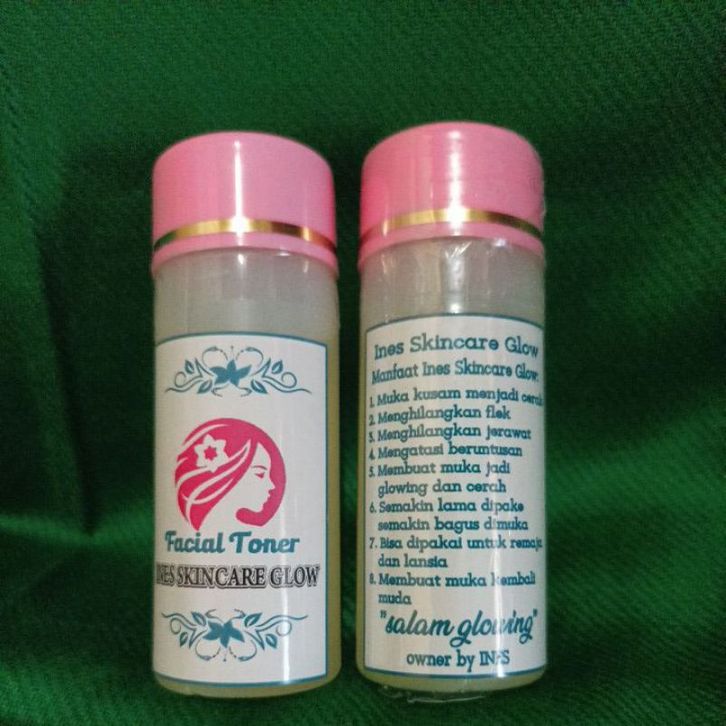 Facial Toner
INES SKINCARE GLOW
Ines Skincare Glow
Manfaat Ines Skincare Glow:
1. Muka kusam menjadi cerah
2. Menghilangkan flek
3. Menghilangkan jerawat
4. Mengatasi beruntusan
5. Membuat muka jadi
glowing dan cerah
6. Semakin lama dipake
semakin bagus dimuka
7. Bisa dipakai untuk remaja
dan lansia
8. Membuat muka kembali
muda
"salam glowing"
owner by INES